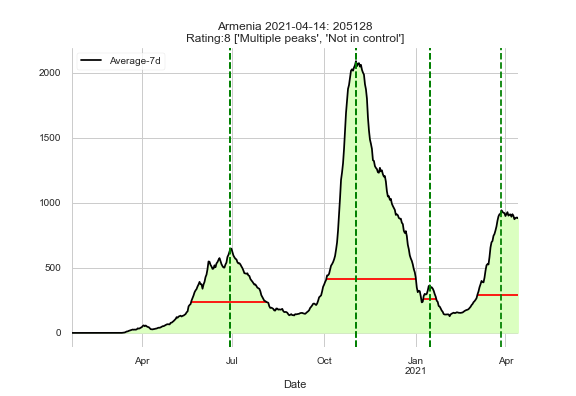 Armenia 2021-04-14: 205128
Rating:8 ['Multiple peaks', 'Not in control']
Average-7d
2000
1500
1000
500
0
Apr
Jul
Oct
Jan
2021
Apr
Date